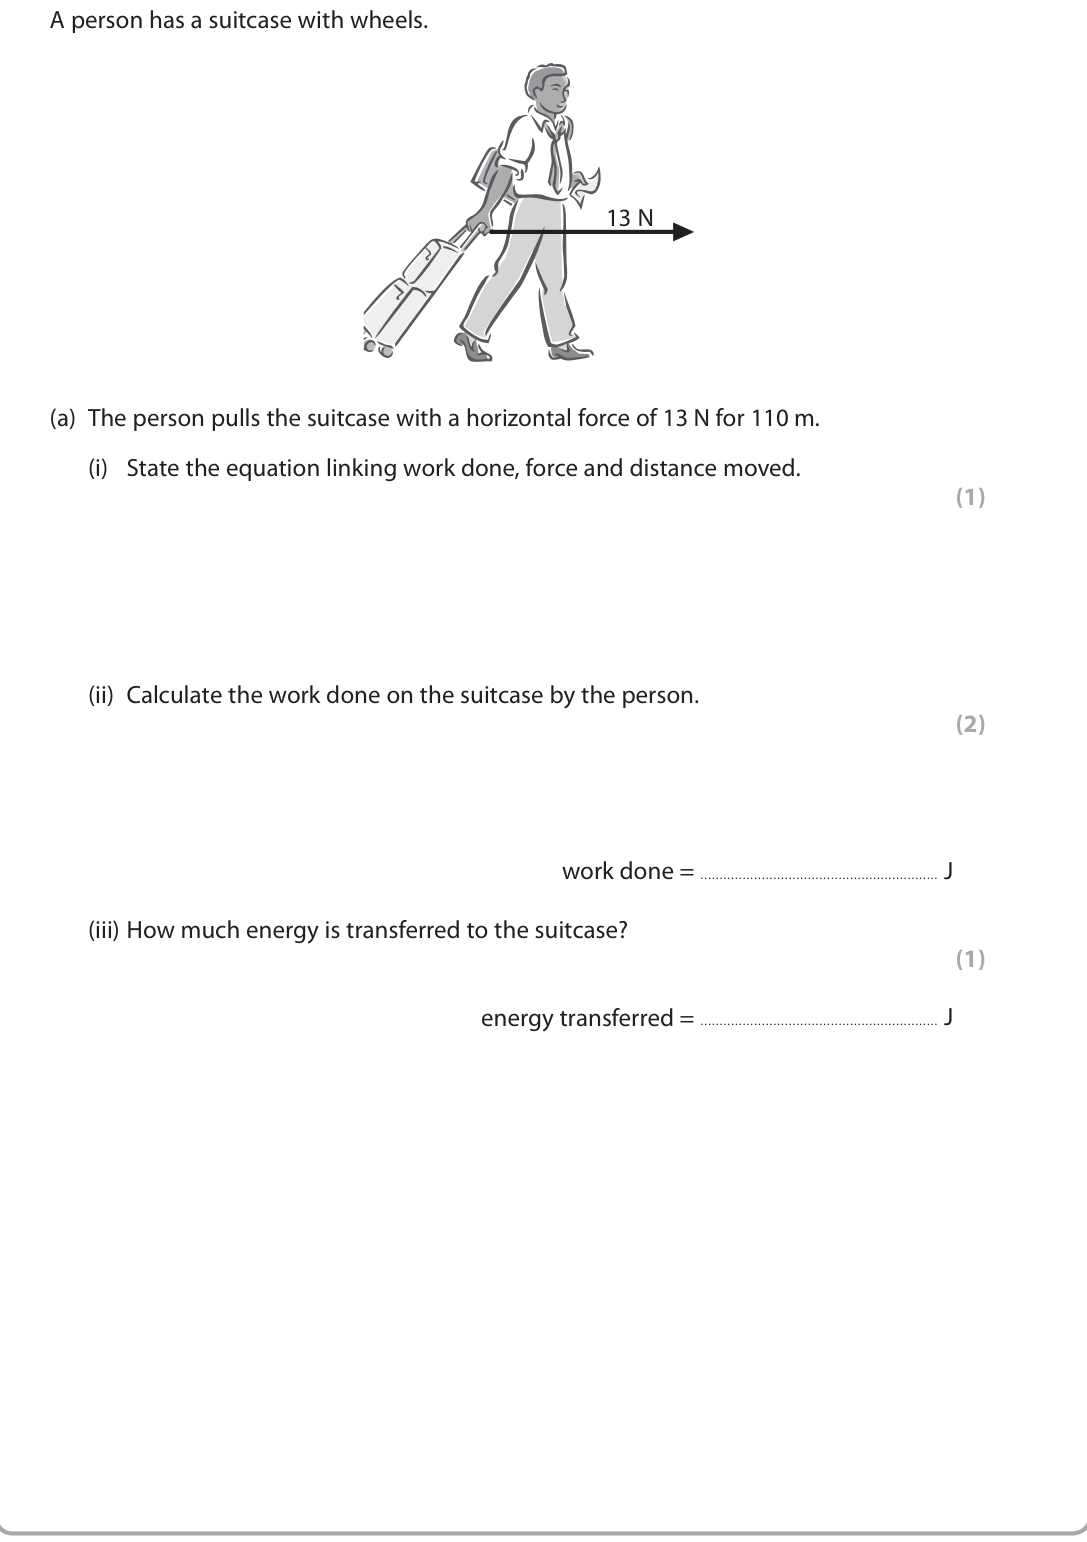 A person has a suitcase with wheels.
13 N
(a) The person pulls the suitcase with a horizontal force of 13 N for 110 m.
(i) State the equation linking work done, force and distance moved.
(1)
(ii) Calculate the work done on the suitcase by the person.
(2)
work done = .............................................................. J
(iii) How much energy is transferred to the suitcase?
(1)
energy transferred = .............................................................. J